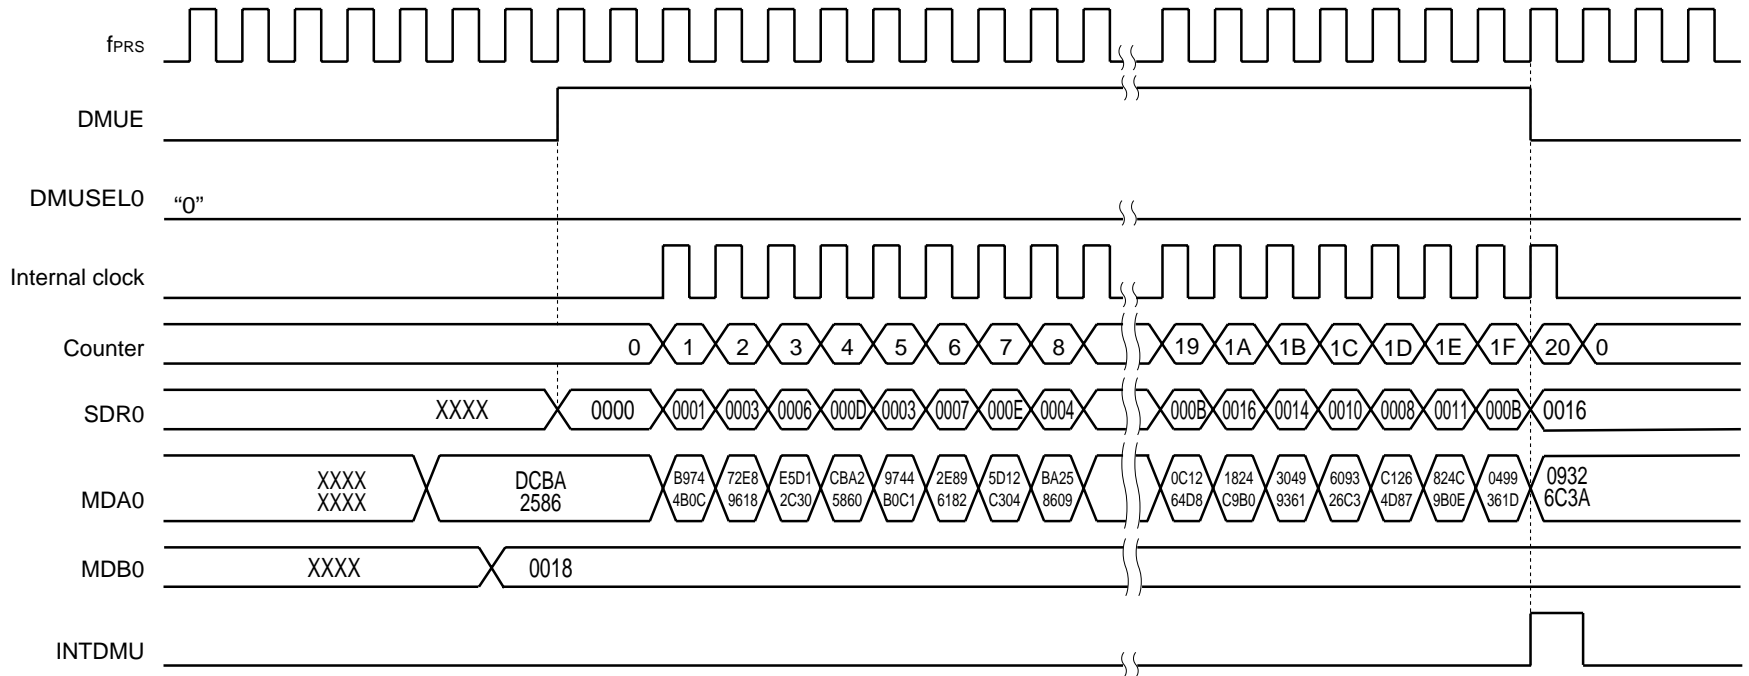 fPRS
DMUE
DMUSEL0 “0”
Internal clock
Counter 0 1 2 3 4 5 6 7 8 19 1A 1B 1C 1D 1E 1F 20 0
SDR0 XXXX 0000 0001 0003 0006 000D 0003 0007 000E 0004 000B 0016 0014 0010 0008 0011 000B 0016
XXXX DCBA B974 72E8 E5D1 CBA2 9744 2E89 5D12 BA25 0C12 1824 3049 6093 C126 824C 0499 0932
MDA0 XXXX 2586 4B0C 9618 2C30 5860 B0C1 6182 C304 8609 64D8 C9B0 9361 26C3 4D87 9B0E 361D 6C3A
MDB0 XXXX 0018
INTDMU